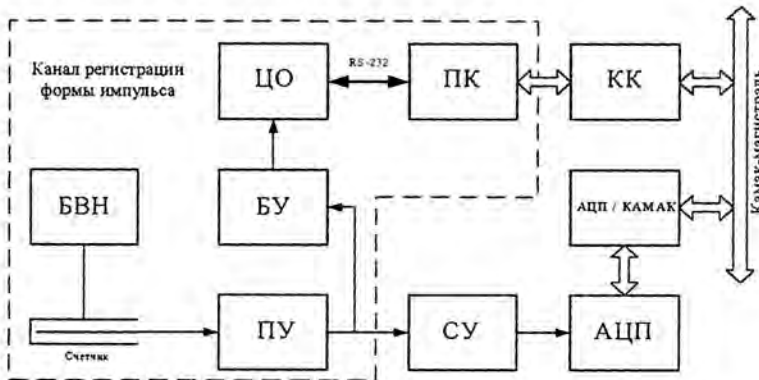 Канал регистрации
формы импульса
ЦО
RS-232
ПК
КК
БВН
БУ
АЦП / КАМАК
Камак-магистраль
Счетчик
ПУ
СУ
АЦП